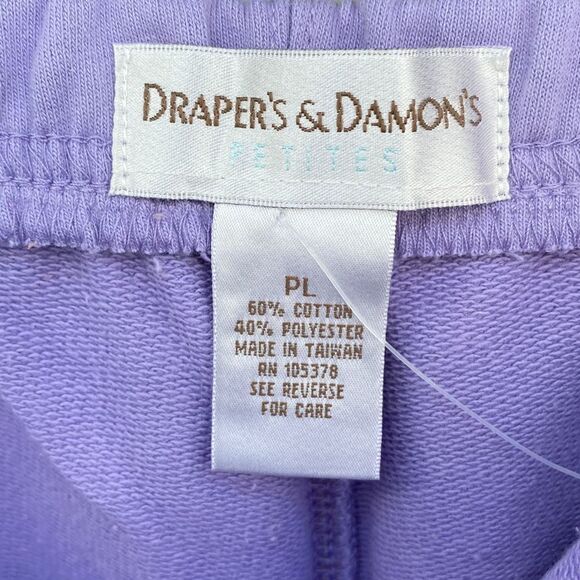 DRAPER'S & DAMON'S
PETITES
PL
60% COTTON
40% POLYESTER
MADE IN TAIWAN
RN 105378
SEE REVERSE
FOR CARE